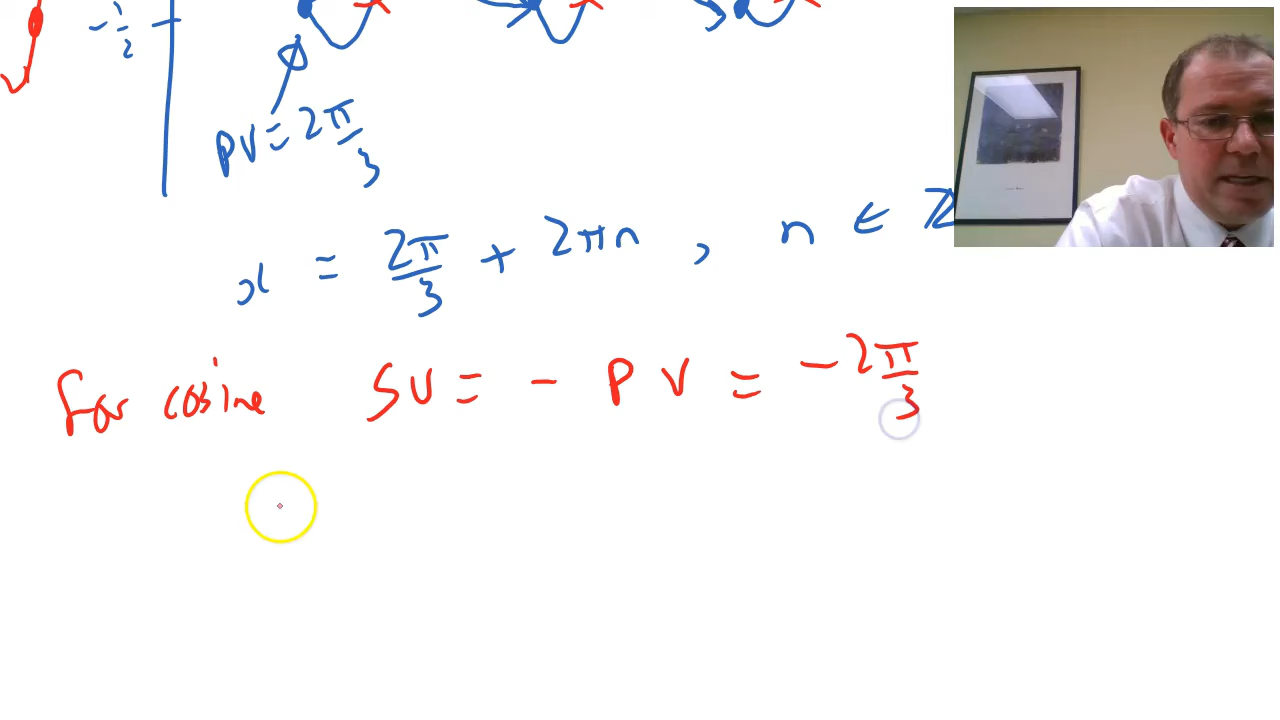 -1/2
PV = 2π/3
x = 2π/3 + 2πn , n ∈ ℤ
For cosine SV = - PV = -2π/3